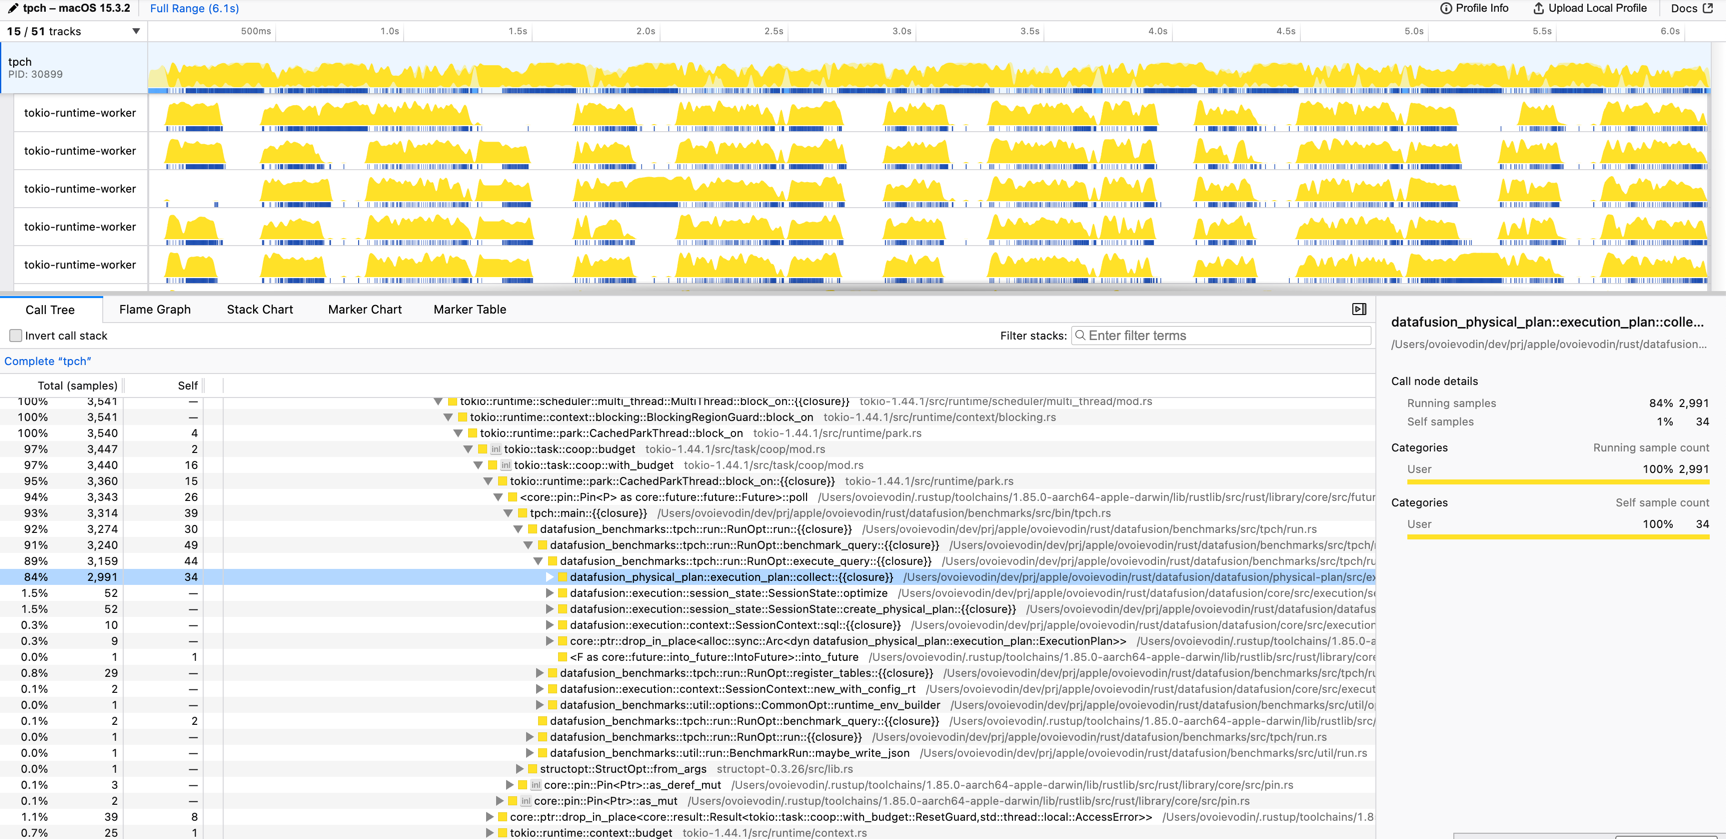 tpch – macOS 15.3.2 Full Range (6.1s) Profile Info Upload Local Profile Docs
15 / 51 tracks 500ms 1.0s 1.5s 2.0s 2.5s 3.0s 3.5s 4.0s 4.5s 5.0s 5.5s 6.0s
tpch
PID: 30899
tokio-runtime-worker
tokio-runtime-worker
tokio-runtime-worker
tokio-runtime-worker
tokio-runtime-worker
Call Tree Flame Graph Stack Chart Marker Chart Marker Table
Invert call stack Filter stacks: Enter filter terms
Complete “tpch”
Total (samples) Self
100% 3,541 — tokio::runtime::scheduler::multi_thread::MultiThread::block_on::{{closure}} tokio-1.44.1/src/runtime/scheduler/multi_thread/mod.rs
100% 3,541 — tokio::runtime::context::blocking::BlockingRegionGuard::block_on tokio-1.44.1/src/runtime/context/blocking.rs
100% 3,540 4 tokio::runtime::park::CachedParkThread::block_on tokio-1.44.1/src/runtime/park.rs
97% 3,447 2 inl tokio::task::coop::budget tokio-1.44.1/src/task/coop/mod.rs
97% 3,440 16 inl tokio::task::coop::with_budget tokio-1.44.1/src/task/coop/mod.rs
95% 3,360 15 tokio::runtime::park::CachedParkThread::block_on::{{closure}} tokio-1.44.1/src/runtime/park.rs
94% 3,343 26 <core::pin::Pin<P> as core::future::future::Future>::poll /Users/ovoievodin/.rustup/toolchains/1.85.0-aarch64-apple-darwin/lib/rustlib/src/rust/library/core/src/futur
93% 3,314 39 tpch::main::{{closure}} /Users/ovoievodin/dev/prj/apple/ovoievodin/rust/datafusion/benchmarks/src/bin/tpch.rs
92% 3,274 30 datafusion_benchmarks::tpch::run::RunOpt::run::{{closure}} /Users/ovoievodin/dev/prj/apple/ovoievodin/rust/datafusion/benchmarks/src/tpch/run.rs
91% 3,240 49 datafusion_benchmarks::tpch::run::RunOpt::benchmark_query::{{closure}} /Users/ovoievodin/dev/prj/apple/ovoievodin/rust/datafusion/benchmarks/src/tpch/r
89% 3,159 44 datafusion_benchmarks::tpch::run::RunOpt::execute_query::{{closure}} /Users/ovoievodin/dev/prj/apple/ovoievodin/rust/datafusion/benchmarks/src/tpch/run
84% 2,991 34 datafusion_physical_plan::execution_plan::collect::{{closure}} /Users/ovoievodin/dev/prj/apple/ovoievodin/rust/datafusion/datafusion/physical-plan/src/ex
1.5% 52 — datafusion::execution::session_state::SessionState::optimize /Users/ovoievodin/dev/prj/apple/ovoievodin/rust/datafusion/datafusion/core/src/execution/se
1.5% 52 — datafusion::execution::session_state::SessionState::create_physical_plan::{{closure}} /Users/ovoievodin/dev/prj/apple/ovoievodin/rust/datafusion/datafus
0.3% 10 — datafusion::execution::context::SessionContext::sql::{{closure}} /Users/ovoievodin/dev/prj/apple/ovoievodin/rust/datafusion/datafusion/core/src/execution
0.3% 9 — core::ptr::drop_in_place<alloc::sync::Arc<dyn datafusion_physical_plan::execution_plan::ExecutionPlan>> /Users/ovoievodin/.rustup/toolchains/1.85.0-a
0.0% 1 1 <F as core::future::into_future::IntoFuture>::into_future /Users/ovoievodin/.rustup/toolchains/1.85.0-aarch64-apple-darwin/lib/rustlib/src/rust/library/core
0.8% 29 — datafusion_benchmarks::tpch::run::RunOpt::register_tables::{{closure}} /Users/ovoievodin/dev/prj/apple/ovoievodin/rust/datafusion/benchmarks/src/tpch/ru
0.1% 2 — datafusion::execution::context::SessionContext::new_with_config_rt /Users/ovoievodin/dev/prj/apple/ovoievodin/rust/datafusion/datafusion/core/src/execut
0.0% 1 — datafusion_benchmarks::util::options::CommonOpt::runtime_env_builder /Users/ovoievodin/dev/prj/apple/ovoievodin/rust/datafusion/benchmarks/src/util/o
0.1% 2 2 datafusion_benchmarks::tpch::run::RunOpt::benchmark_query::{{closure}} /Users/ovoievodin/.rustup/toolchains/1.85.0-aarch64-apple-darwin/lib/rustlib/src/
0.0% 1 — datafusion_benchmarks::tpch::run::RunOpt::run::{{closure}} /Users/ovoievodin/dev/prj/apple/ovoievodin/rust/datafusion/benchmarks/src/tpch/run.rs
0.0% 1 — datafusion_benchmarks::util::run::BenchmarkRun::maybe_write_json /Users/ovoievodin/dev/prj/apple/ovoievodin/rust/datafusion/benchmarks/src/util/run.rs
0.0% 1 — structopt::StructOpt::from_args structopt-0.3.26/src/lib.rs
0.1% 3 — inl core::pin::Pin<Ptr>::as_deref_mut /Users/ovoievodin/.rustup/toolchains/1.85.0-aarch64-apple-darwin/lib/rustlib/src/rust/library/core/src/pin.rs
0.1% 2 — inl core::pin::Pin<Ptr>::as_mut /Users/ovoievodin/.rustup/toolchains/1.85.0-aarch64-apple-darwin/lib/rustlib/src/rust/library/core/src/pin.rs
1.1% 39 8 core::ptr::drop_in_place<core::result::Result<tokio::task::coop::with_budget::ResetGuard,std::thread::local::AccessError>> /Users/ovoievodin/.rustup/toolchains/1.8
0.7% 25 1 tokio::runtime::context::budget tokio-1.44.1/src/runtime/context.rs
datafusion_physical_plan::execution_plan::colle...
/Users/ovoievodin/dev/prj/apple/ovoievodin/rust/datafusion...
Call node details
Running samples 84% 2,991
Self samples 1% 34
Categories Running sample count
User 100% 2,991
Categories Self sample count
User 100% 34